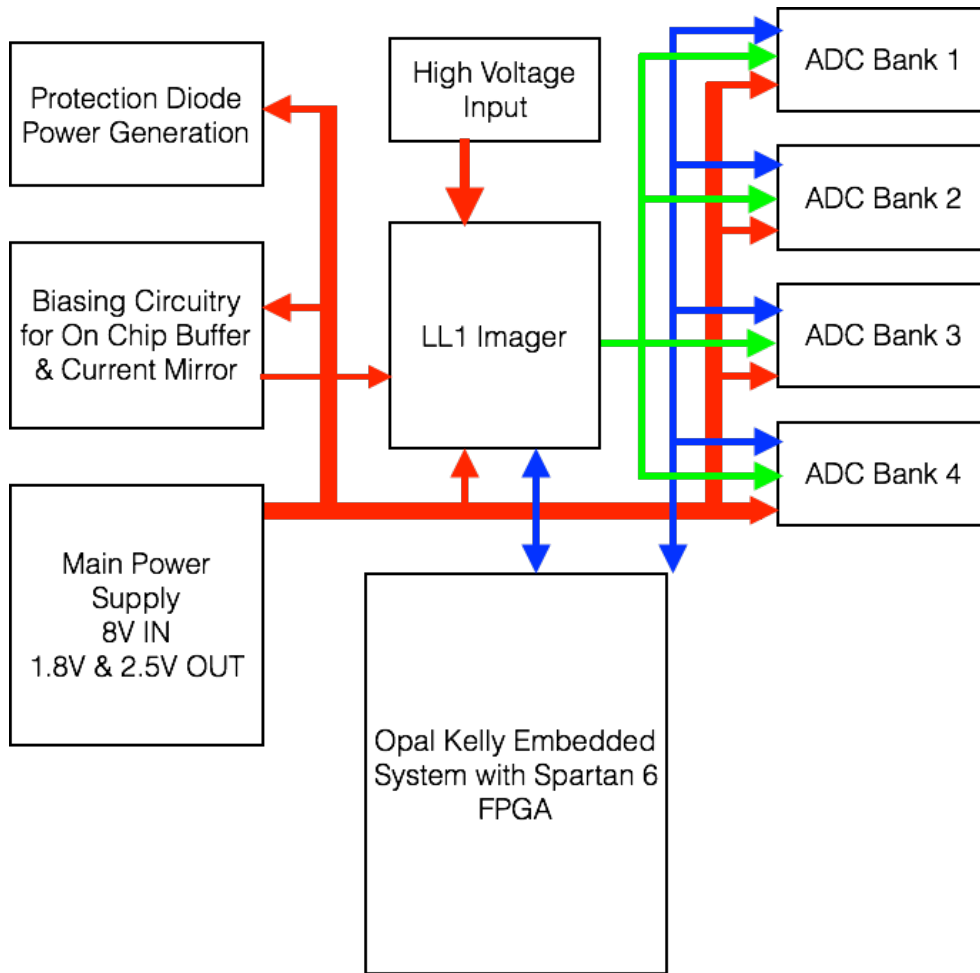 Protection Diode
Power Generation
High Voltage
Input
ADC Bank 1
ADC Bank 2
Biasing Circuitry
for On Chip Buffer
& Current Mirror
LL1 Imager
ADC Bank 3
ADC Bank 4
Main Power
Supply
8V IN
1.8V & 2.5V OUT
Opal Kelly Embedded
System with Spartan 6
FPGA